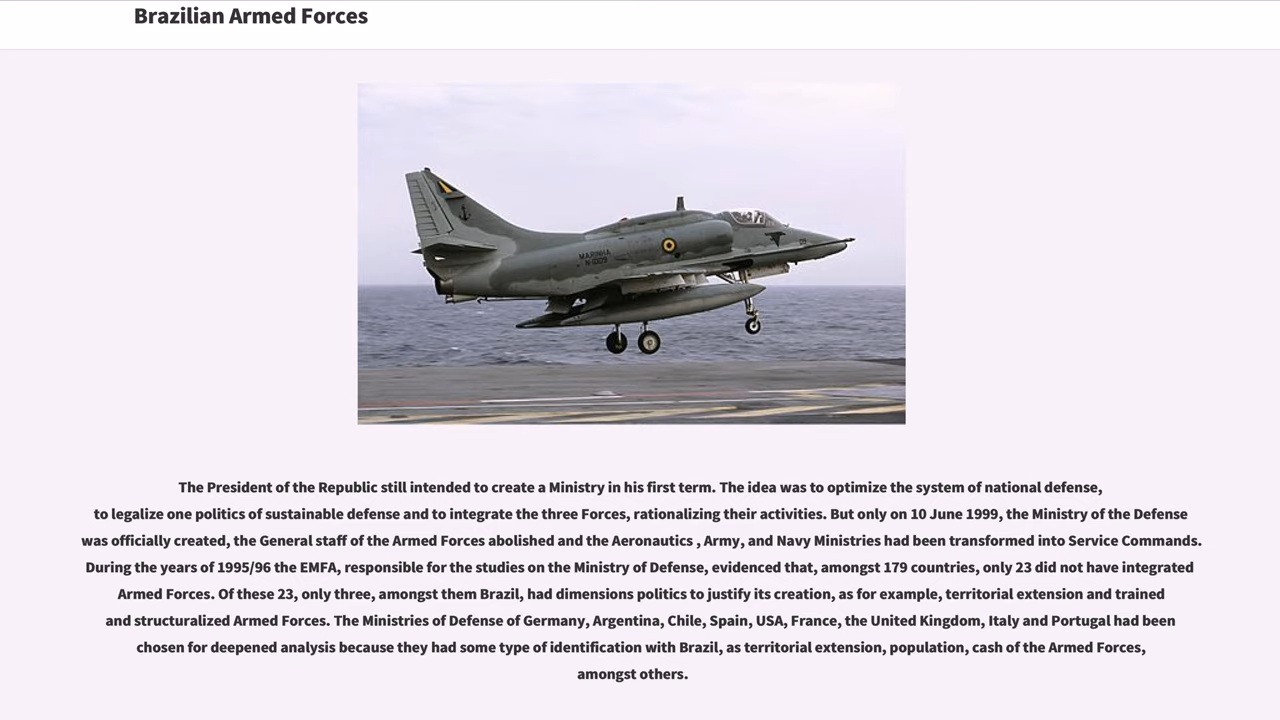 Brazilian Armed Forces
MARINHA
N-1009
The President of the Republic still intended to create a Ministry in his first term. The idea was to optimize the system of national defense,
to legalize one politics of sustainable defense and to integrate the three Forces, rationalizing their activities. But only on 10 June 1999, the Ministry of the Defense
was officially created, the General staff of the Armed Forces abolished and the Aeronautics , Army, and Navy Ministries had been transformed into Service Commands.
During the years of 1995/96 the EMFA, responsible for the studies on the Ministry of Defense, evidenced that, amongst 179 countries, only 23 did not have integrated
Armed Forces. Of these 23, only three, amongst them Brazil, had dimensions politics to justify its creation, as for example, territorial extension and trained
and structuralized Armed Forces. The Ministries of Defense of Germany, Argentina, Chile, Spain, USA, France, the United Kingdom, Italy and Portugal had been
chosen for deepened analysis because they had some type of identification with Brazil, as territorial extension, population, cash of the Armed Forces,
amongst others.